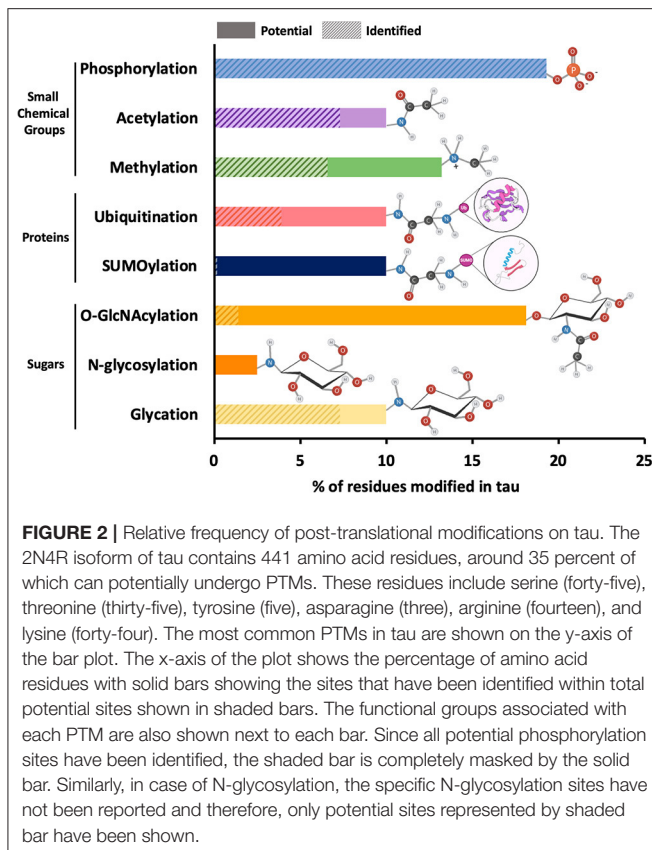 Potential Identified
Small
Chemical
Groups
Phosphorylation
Acetylation
Methylation
Proteins
Ubiquitination
SUMOylation
Sugars
O-GlcNAcylation
N-glycosylation
Glycation
0 5 10 15 20 25
% of residues modified in tau
FIGURE 2 | Relative frequency of post-translational modifications on tau. The
2N4R isoform of tau contains 441 amino acid residues, around 35 percent of
which can potentially undergo PTMs. These residues include serine (forty-five),
threonine (thirty-five), tyrosine (five), asparagine (three), arginine (fourteen), and
lysine (forty-four). The most common PTMs in tau are shown on the y-axis of
the bar plot. The x-axis of the plot shows the percentage of amino acid
residues with solid bars showing the sites that have been identified within total
potential sites shown in shaded bars. The functional groups associated with
each PTM are also shown next to each bar. Since all potential phosphorylation
sites have been identified, the shaded bar is completely masked by the solid
bar. Similarly, in case of N-glycosylation, the specific N-glycosylation sites have
not been reported and therefore, only potential sites represented by shaded
bar have been shown.